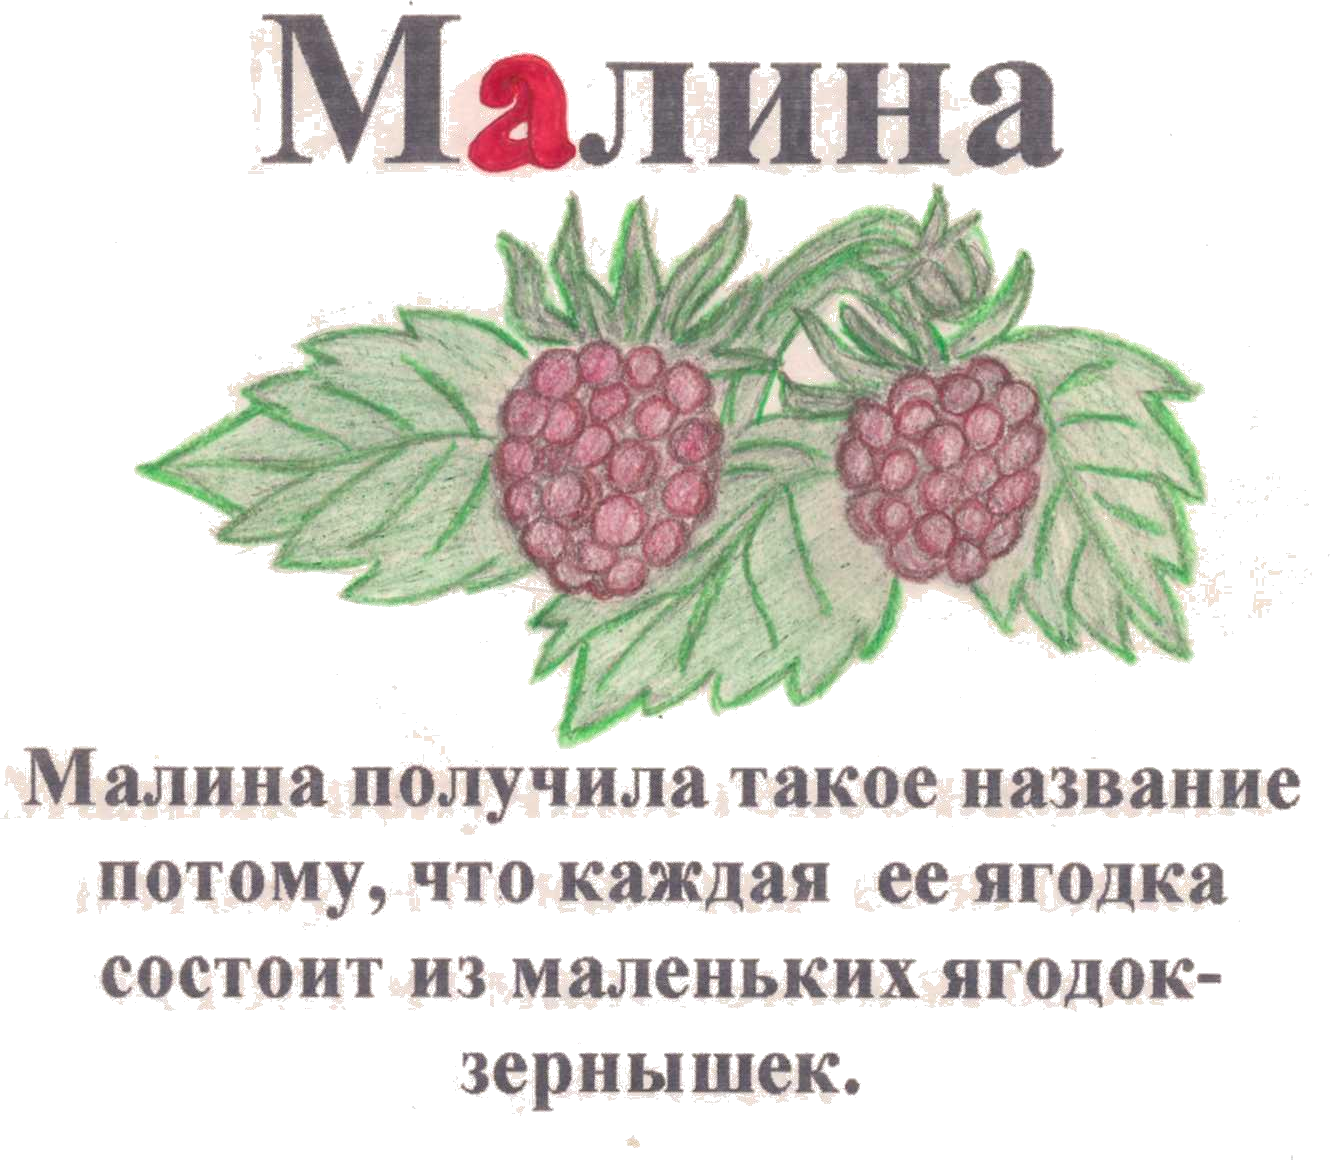 Малина
Малина получила такое название
потому, что каждая ее ягодка
состоит из маленьких ягодок-
зернышек.